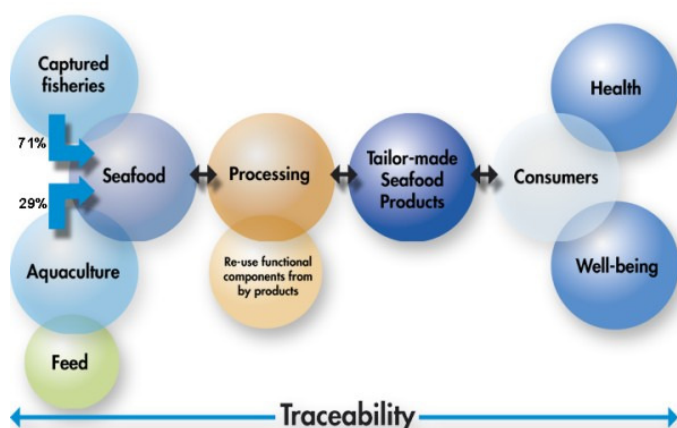 Captured
fisheries
71%
Seafood
29%
Aquaculture
Feed
Processing
Re-use functional
components from
by products
Tailor-made
Seafood
Products
Consumers
Health
Well-being
Traceability